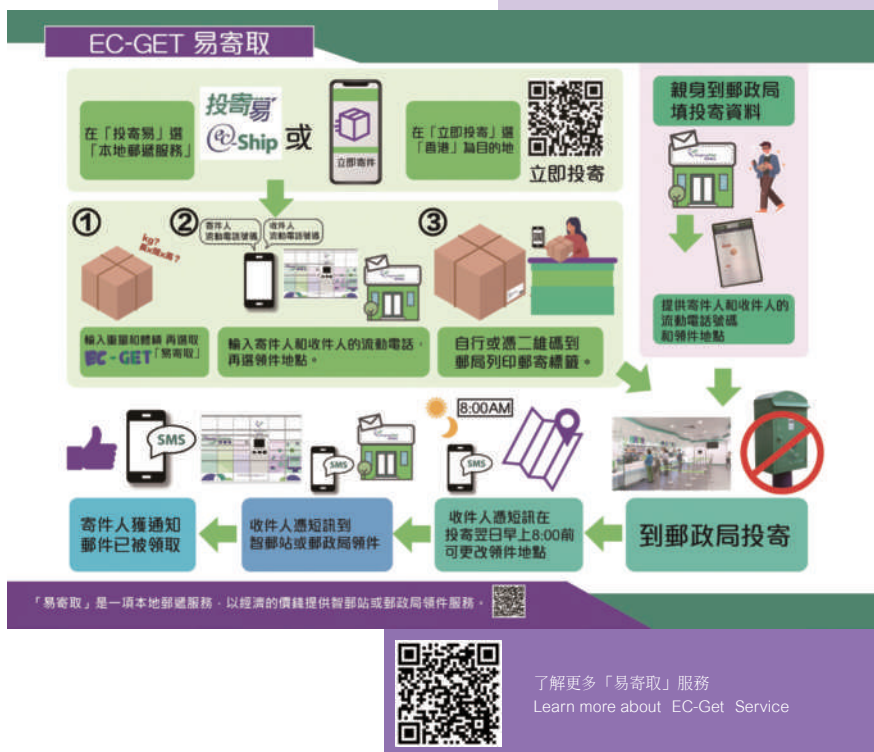 EC-GET 易寄取
在「投寄易」選
「本地郵遞服務」
投寄易
ec-Ship
或
立即寄件
在「立即投寄」選
「香港」為目的地
立即投寄
親身到郵政局
填投寄資料
提供寄件人和收件人的
流動電話號碼
和領件地點
①
kg?
長x闊x高?
輸入重量和體積 再選取
EC-GET「易寄取」
②
寄件人
流動電話號碼
收件人
流動電話號碼
輸入寄件人和收件人的流動電話，
再選領件地點。
③
自行或憑二維碼到
郵局列印郵寄標籤。
SMS
寄件人獲通知
郵件已被領取
SMS
收件人憑短訊到
智郵站或郵政局領件
8:00AM
SMS
收件人憑短訊在
投寄翌日早上8:00前
可更改領件地點
到郵政局投寄
「易寄取」是一項本地郵遞服務，以經濟的價錢提供智郵站或郵政局領件服務。
了解更多「易寄取」服務
Learn more about EC-Get Service